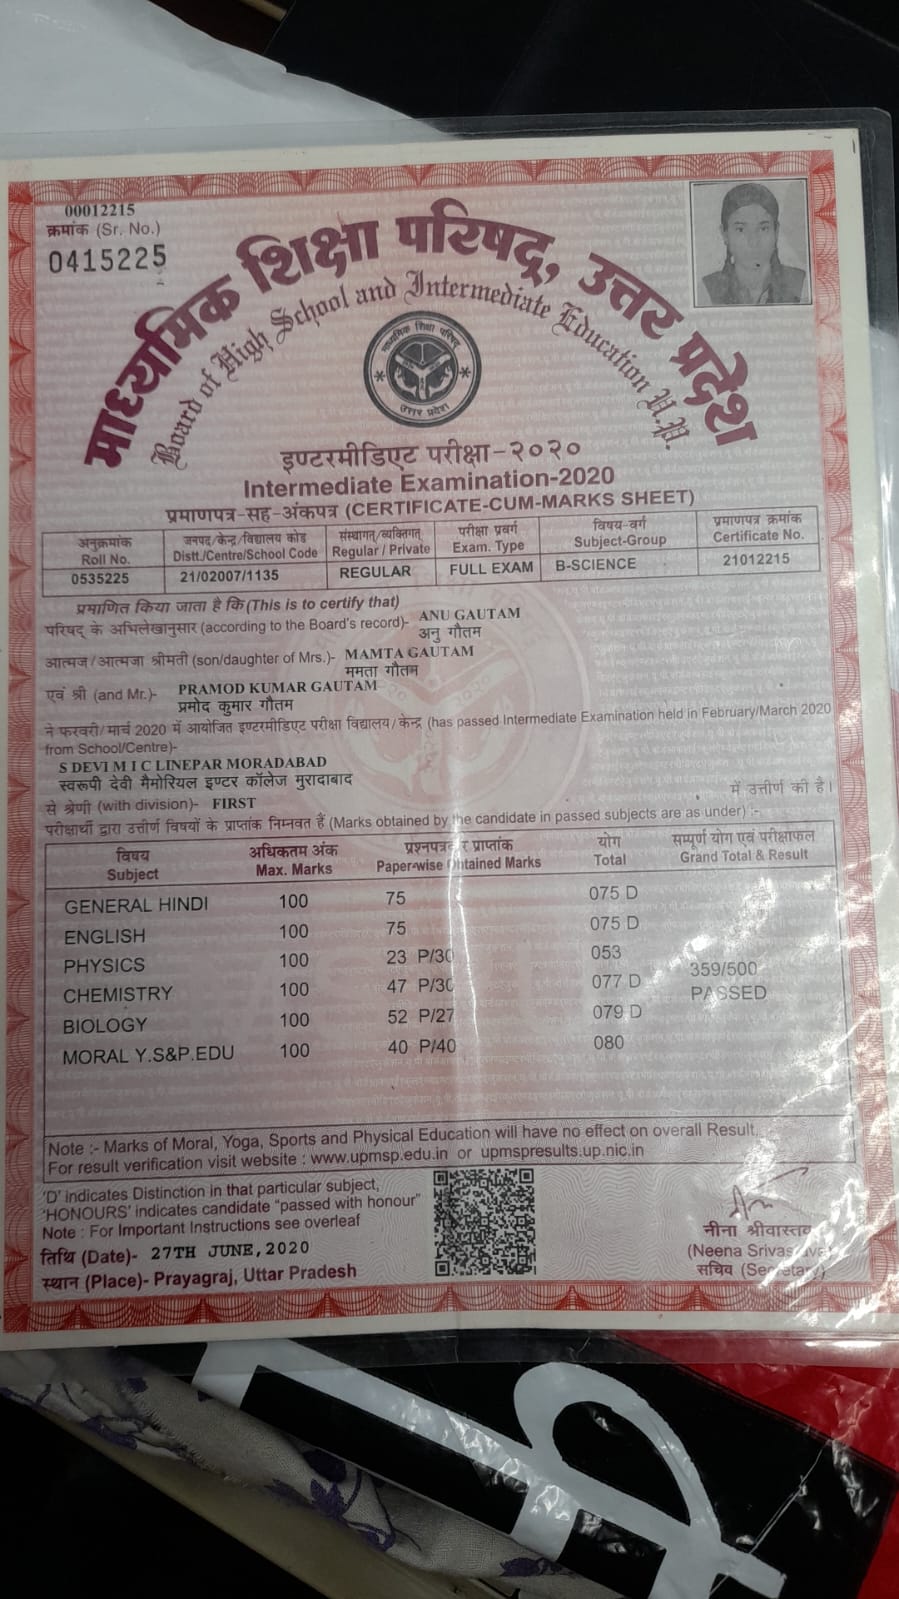 00012215
क्रमांक (Sr. No.)
0415225
माध्यमिक शिक्षा परिषद्, उत्तर प्रदेश
Board of High School and Intermediate Education U.P.
माध्यमिक शिक्षा परिषद
उत्तर प्रदेश
इण्टरमीडिएट परीक्षा-२०२०
Intermediate Examination-2020
प्रमाणपत्र-सह-अंकपत्र (CERTIFICATE-CUM-MARKS SHEET)
अनुक्रमांक जनपद/केन्द्र/विद्यालय कोड संस्थागत/व्यक्तिगत् परीक्षा प्रवर्ग विषय-वर्ग प्रमाणपत्र क्रमांक
Roll No. Distt./Centre/School Code Regular / Private Exam. Type Subject-Group Certificate No.
0535225 21/02007/1135 REGULAR FULL EXAM B-SCIENCE 21012215
प्रमाणित किया जाता है कि (This is to certify that)
परिषद् के अभिलेखानुसार (according to the Board's record)- ANU GAUTAM
अनु गौतम
आत्मज/आत्मजा श्रीमती (son/daughter of Mrs.)- MAMTA GAUTAM
ममता गौतम
एवं श्री (and Mr.)- PRAMOD KUMAR GAUTAM
प्रमोद कुमार गौतम
ने फरवरी/मार्च 2020 में आयोजित इण्टरमीडिएट परीक्षा विद्यालय/केन्द्र (has passed Intermediate Examination held in February/March 2020
from School/Centre)-
S DEVI M I C LINEPAR MORADABAD
स्वरूपी देवी मैमोरियल इण्टर कॉलेज मुरादाबाद
में उत्तीर्ण की है।
से श्रेणी (with division)- FIRST
परीक्षार्थी द्वारा उत्तीर्ण विषयों के प्राप्तांक निम्नवत हैं (Marks obtained by the candidate in passed subjects are as under) :-
विषय अधिकतम अंक प्राप्तांक योग सम्पूर्ण योग एवं परीक्षाफल
Subject Max. Marks Paper-wise Obtained Marks Total Grand Total & Result
GENERAL HINDI 100 75 075 D
ENGLISH 100 75 075 D
PHYSICS 100 23 P/30 053
359/500
CHEMISTRY 100 47 P/30 077 D
PASSED
BIOLOGY 100 52 P/27 079 D
MORAL Y.S&P.EDU 100 40 P/40 080
Note :- Marks of Moral, Yoga, Sports and Physical Education will have no effect on overall Result.
For result verification visit website : www.upmsp.edu.in or upmspresults.up.nic.in
'D' indicates Distinction in that particular subject,
'HONOURS' indicates candidate "passed with honour"
Note : For Important Instructions see overleaf
तिथि (Date)- 27TH JUNE,2020
स्थान (Place)- Prayagraj, Uttar Pradesh
नीना श्रीवास्तव
(Neena Srivastava)
सचिव (Secretary)